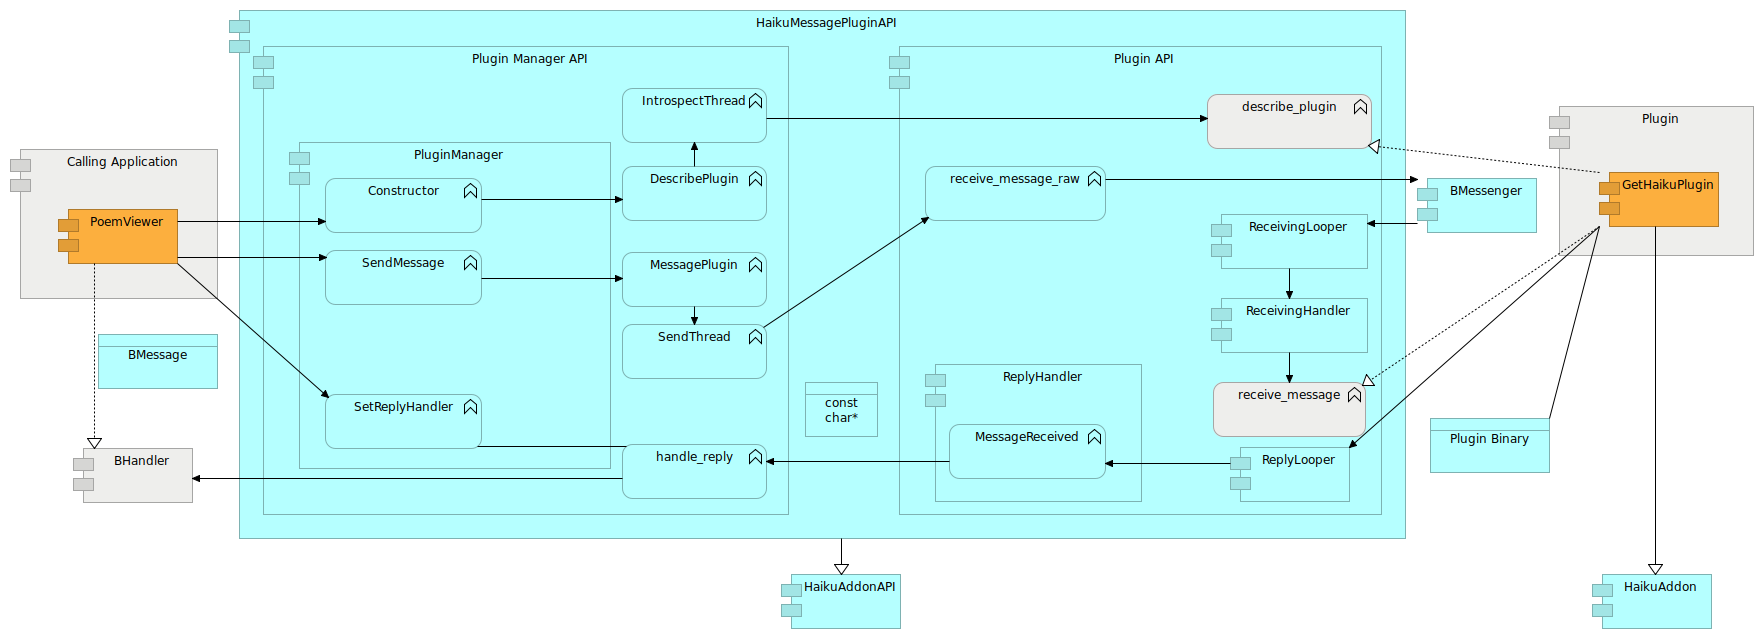 HaikuMessagePluginAPI
Plugin Manager API
Plugin API
IntrospectThread
describe_plugin
Plugin
Calling Application
PluginManager
Constructor
DescribePlugin
receive_message_raw
BMessenger
GetHaikuPlugin
PoemViewer
ReceivingLooper
SendMessage
MessagePlugin
ReceivingHandler
SendThread
BMessage
ReplyHandler
receive_message
SetReplyHandler
const
char*
MessageReceived
Plugin Binary
BHandler
handle_reply
ReplyLooper
HaikuAddonAPI
HaikuAddon